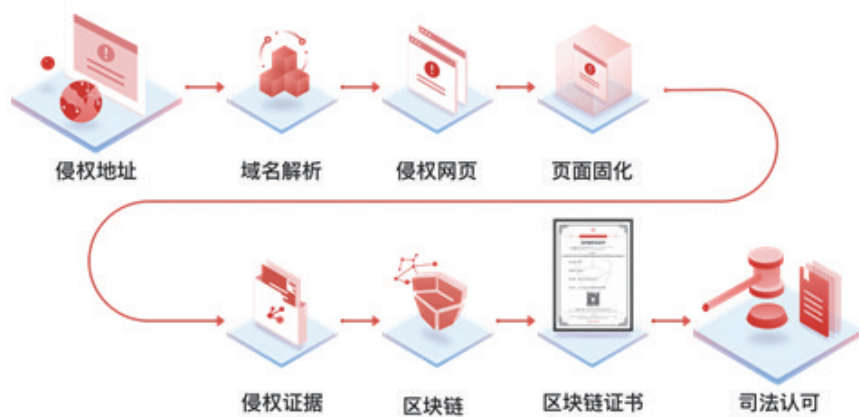 侵权地址
域名解析
侵权网页
页面固化
侵权证据
区块链
区块链证书
司法认可